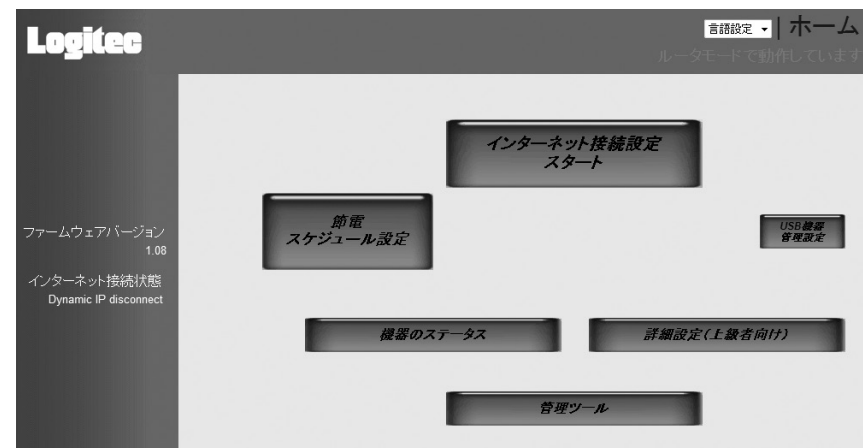 Logitec
言語設定
| ホーム
ルータモードで動作しています
インターネット接続設定
スタート
節電
スケジュール設定
USB機器
管理設定
ファームウェアバージョン
1.08
インターネット接続状態
Dynamic IP disconnect
機器のステータス
詳細設定(上級者向け)
管理ツール